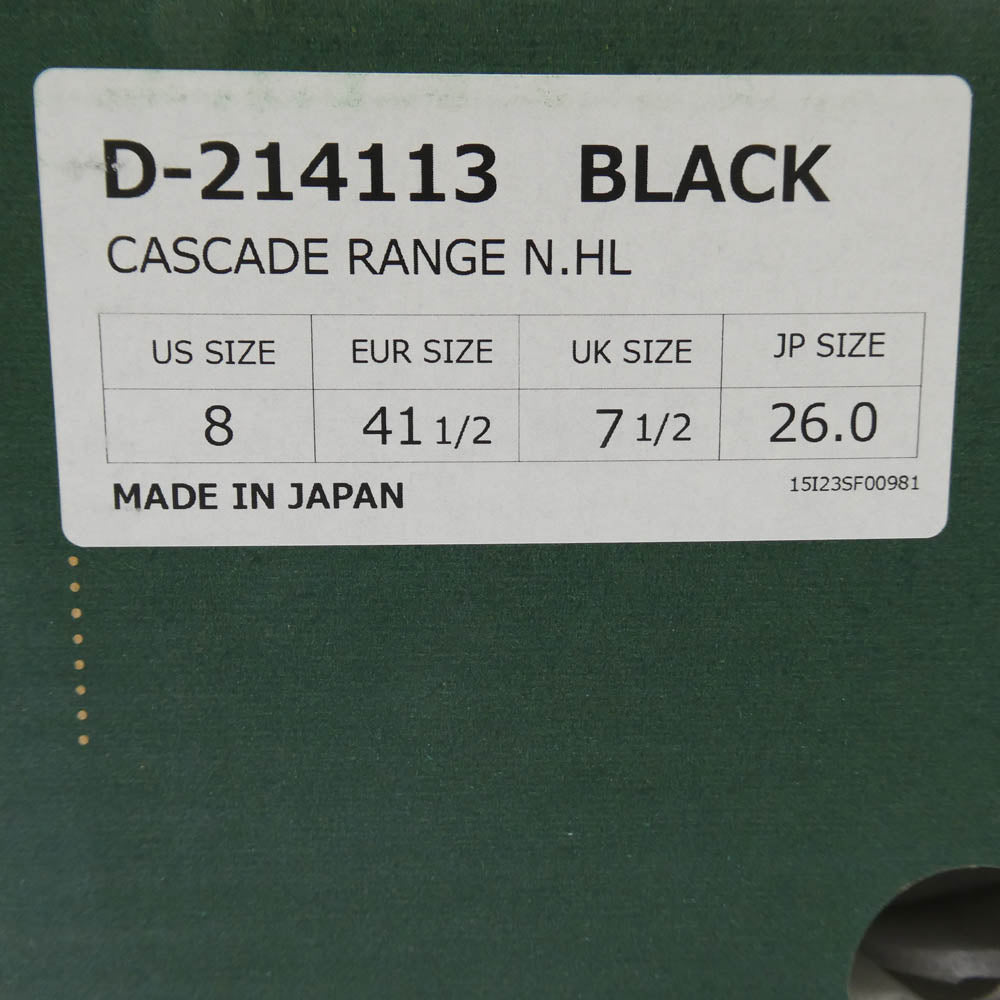 D-214113 BLACK
CASCADE RANGE N.HL
US SIZE EUR SIZE UK SIZE JP SIZE
8 41 1/2 7 1/2 26.0
MADE IN JAPAN 15I23SF00981